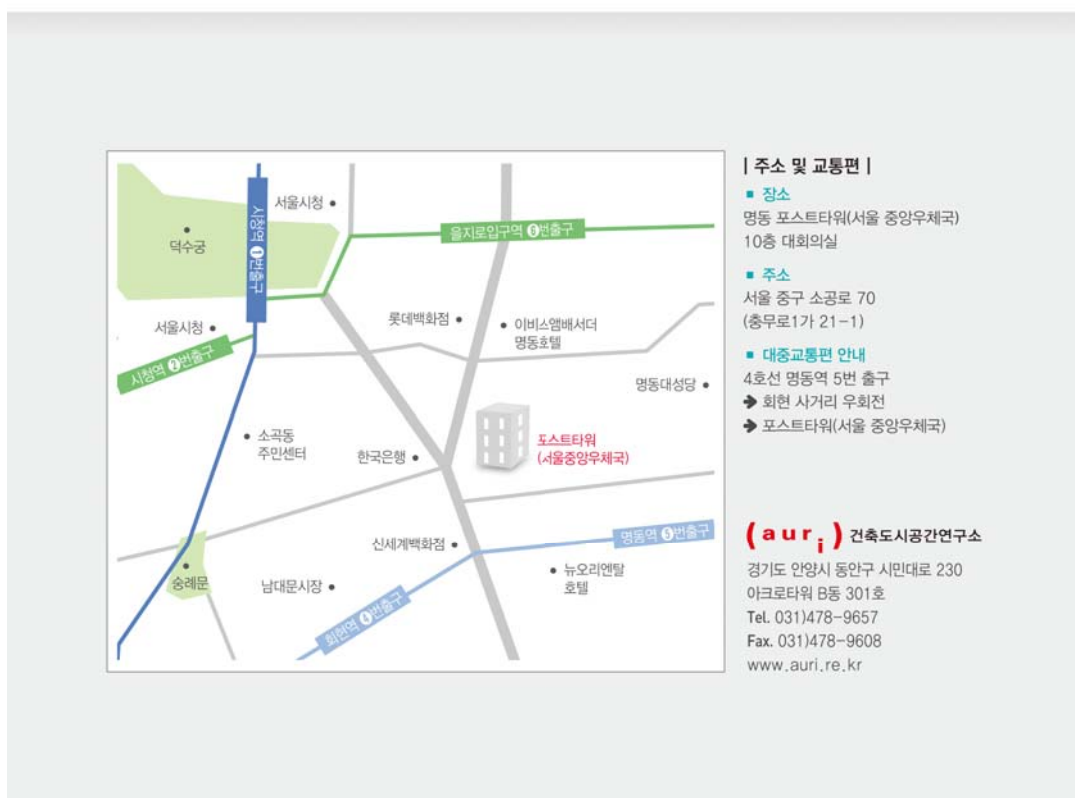 서울시청
덕수궁
시청역 1번출구
을지로입구역 6번출구
서울시청
시청역 2번출구
롯데백화점
이비스앰배서더
명동호텔
명동대성당
소곡동
주민센터
한국은행
포스트타워
(서울중앙우체국)
신세계백화점
명동역 5번출구
숭례문
남대문시장
회현역 4번출구
뉴오리엔탈
호텔
| 주소 및 교통편 |
■ 장소
명동 포스트타워(서울 중앙우체국)
10층 대회의실
■ 주소
서울 중구 소공로 70
(충무로1가 21-1)
■ 대중교통편 안내
4호선 명동역 5번 출구
➔ 회현 사거리 우회전
➔ 포스트타워(서울 중앙우체국)
(auri) 건축도시공간연구소
경기도 안양시 동안구 시민대로 230
아크로타워 B동 301호
Tel. 031)478-9657
Fax. 031)478-9608
www.auri.re.kr